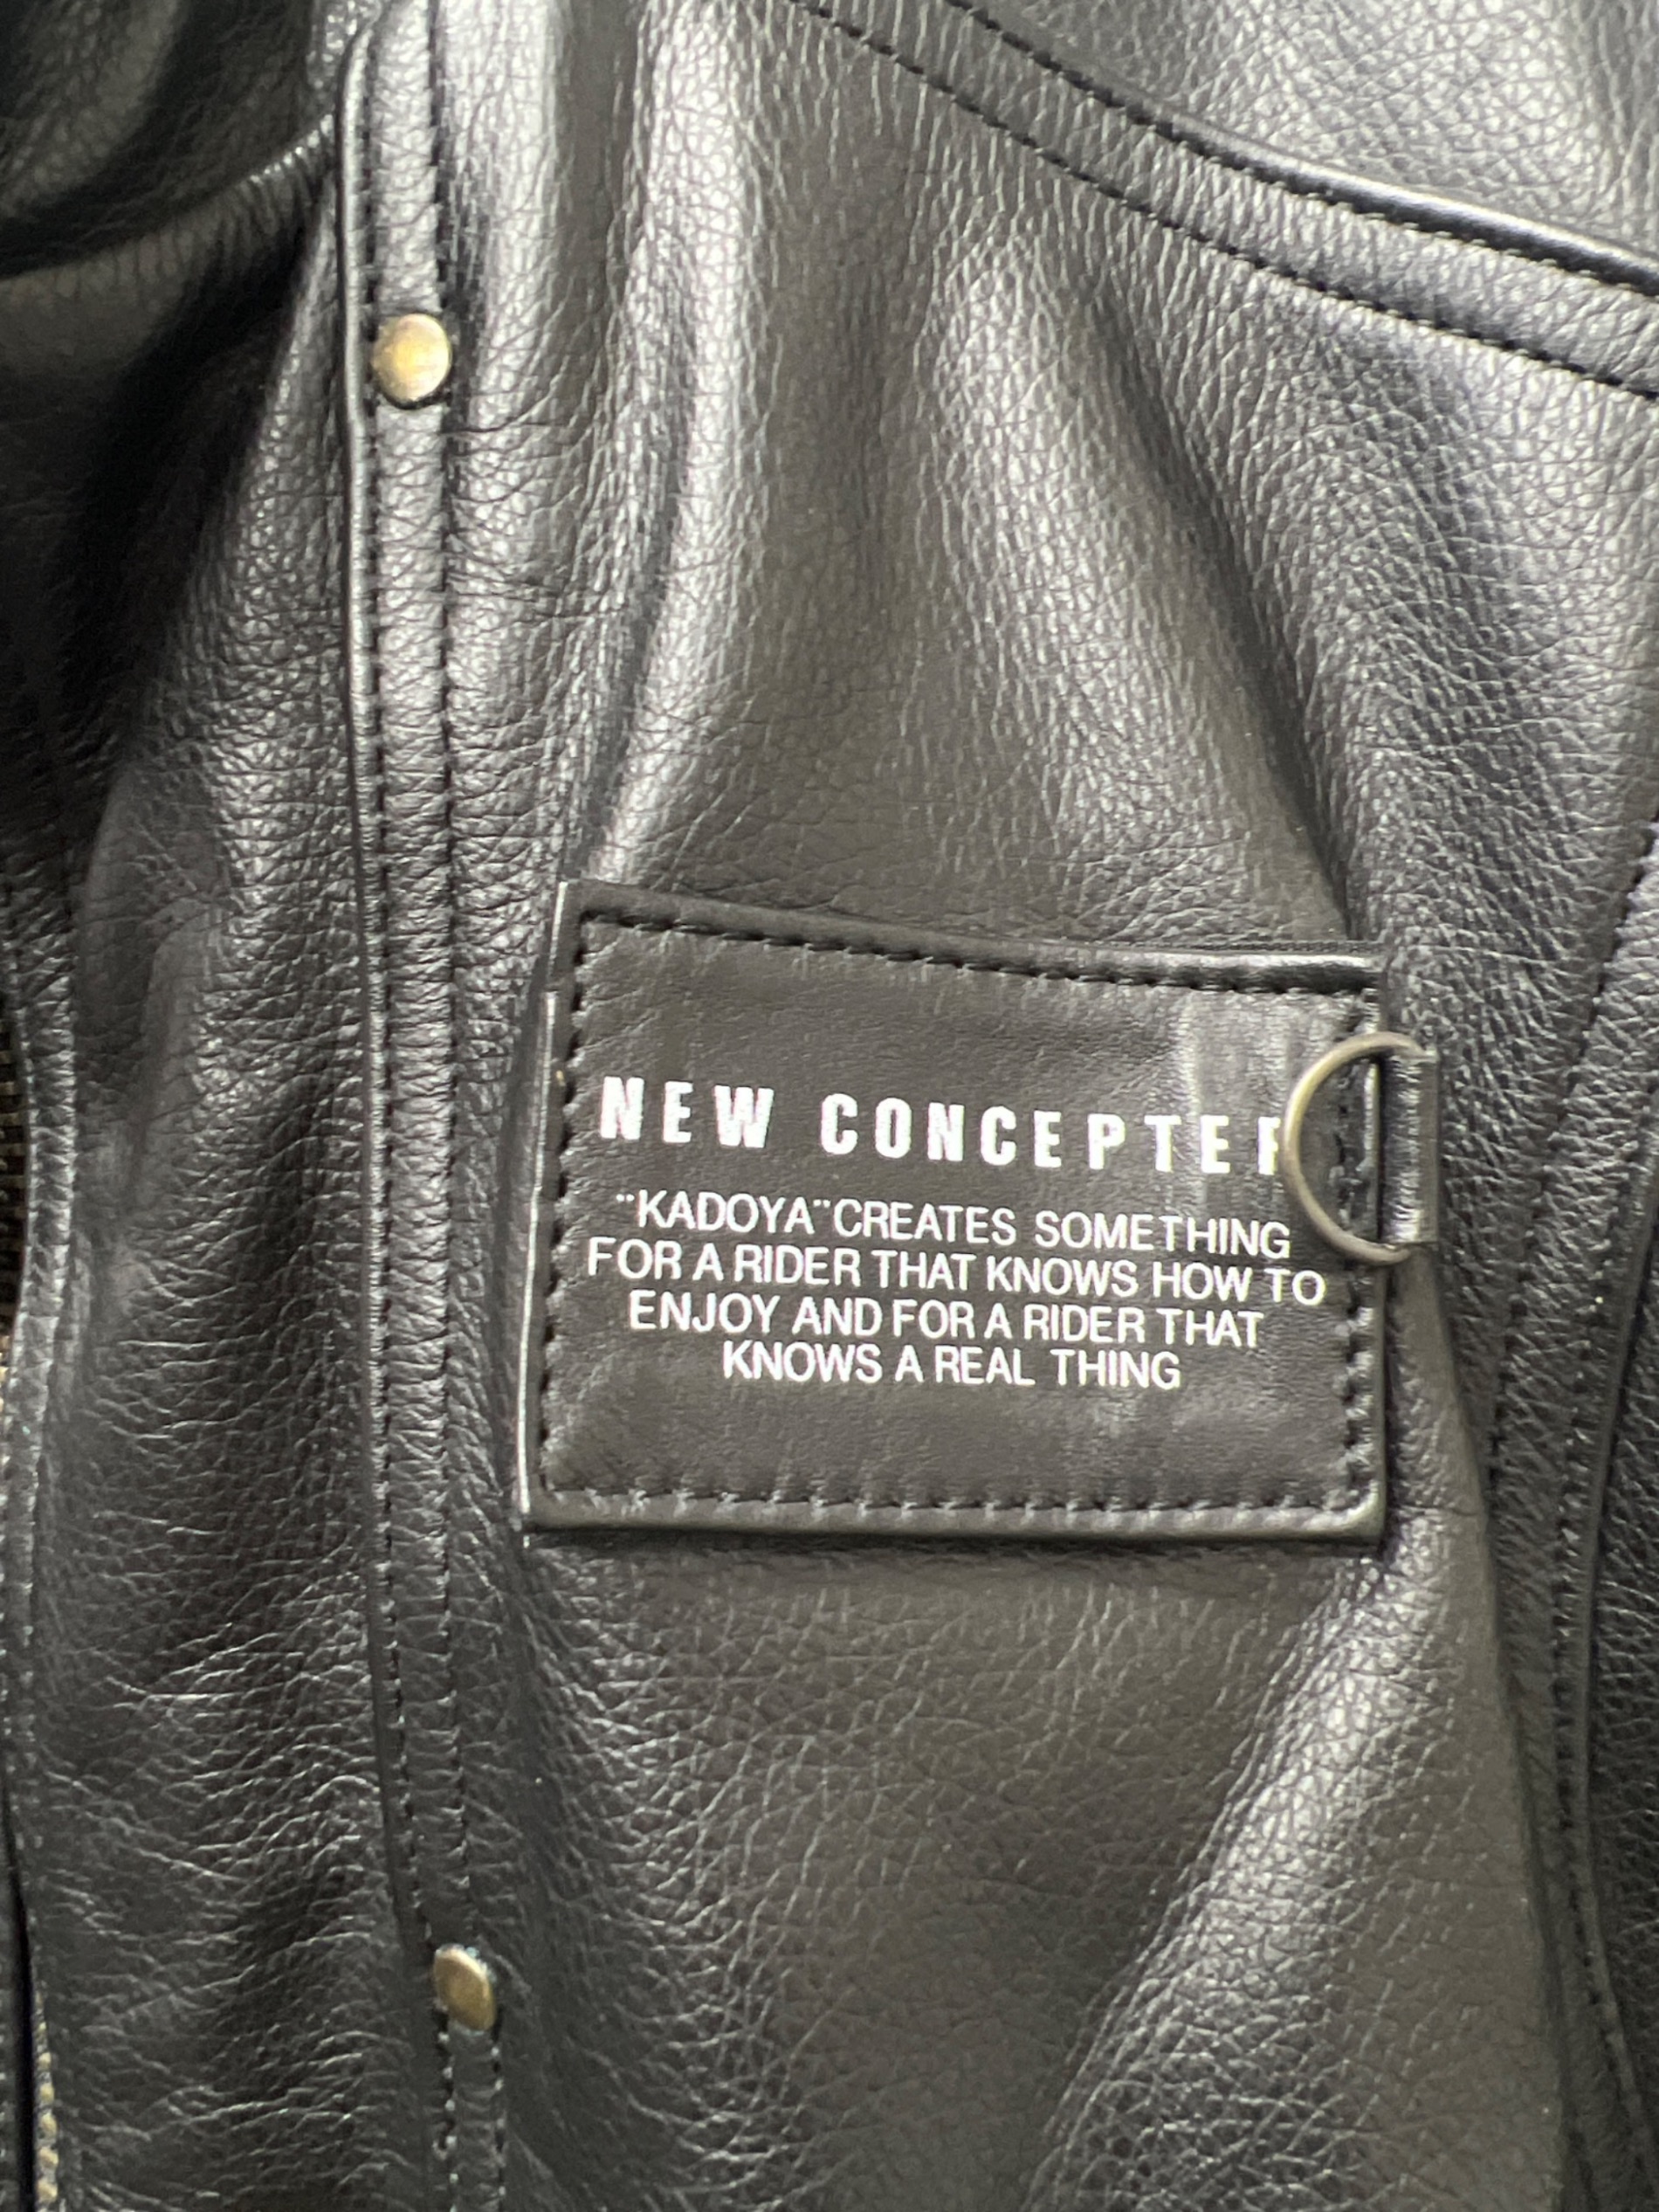 NEW CONCEPTER
¨KADOYA¨CREATES SOMETHING
FOR A RIDER THAT KNOWS HOW TO
ENJOY AND FOR A RIDER THAT
KNOWS A REAL THING